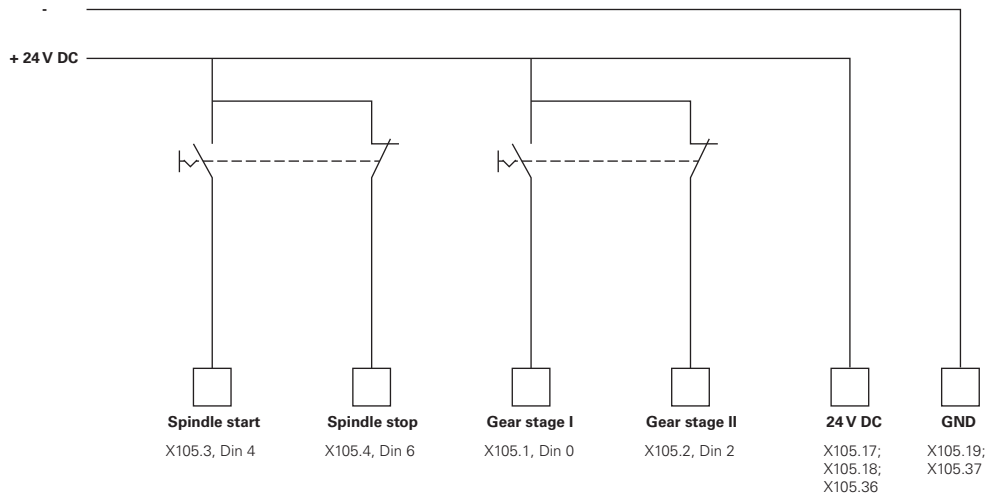 -
+ 24 V DC
Spindle start
X105.3, Din 4
Spindle stop
X105.4, Din 6
Gear stage I
X105.1, Din 0
Gear stage II
X105.2, Din 2
24 V DC
X105.17;
X105.18;
X105.36
GND
X105.19;
X105.37